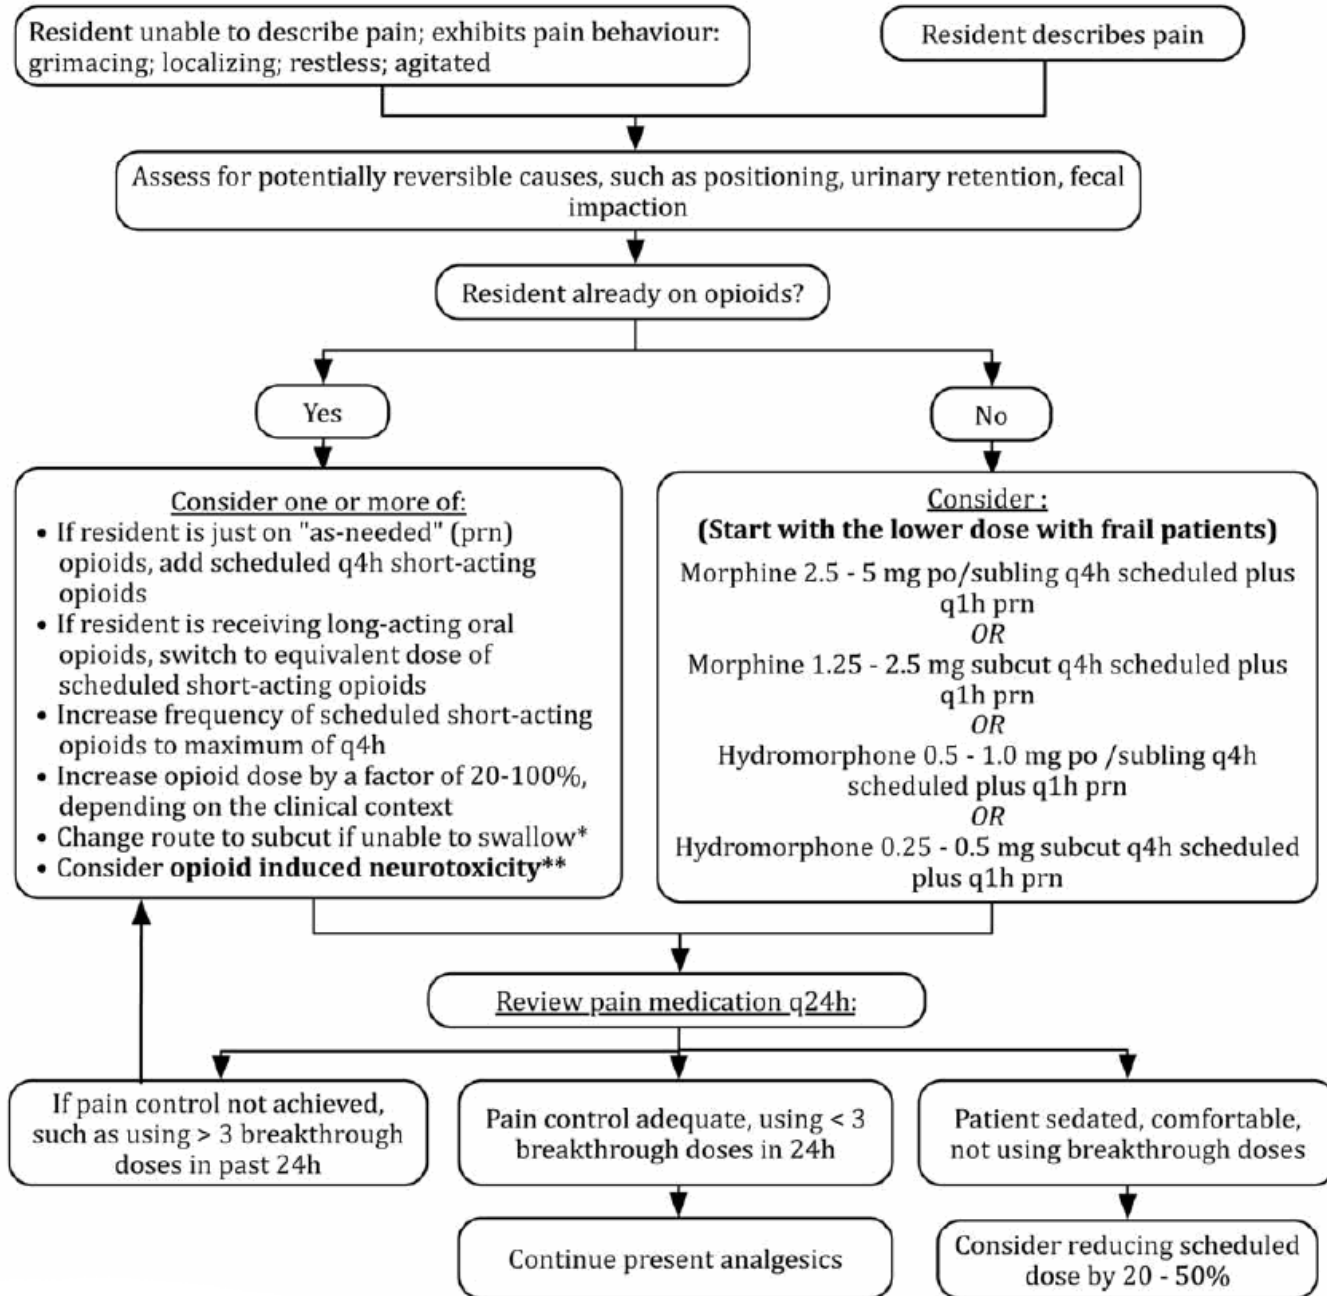 Resident unable to describe pain; exhibits pain behaviour:
grimacing; localizing; restless; agitated
Resident describes pain
Assess for potentially reversible causes, such as positioning, urinary retention, fecal
impaction
Resident already on opioids?
Yes
No
Consider one or more of:
• If resident is just on "as-needed" (prn)
opioids, add scheduled q4h short-acting
opioids
• If resident is receiving long-acting oral
opioids, switch to equivalent dose of
scheduled short-acting opioids
• Increase frequency of scheduled short-acting
opioids to maximum of q4h
• Increase opioid dose by a factor of 20-100%,
depending on the clinical context
• Change route to subcut if unable to swallow*
• Consider opioid induced neurotoxicity**
Consider :
(Start with the lower dose with frail patients)
Morphine 2.5 - 5 mg po/subling q4h scheduled plus
q1h prn
OR
Morphine 1.25 - 2.5 mg subcut q4h scheduled plus
q1h prn
OR
Hydromorphone 0.5 - 1.0 mg po /subling q4h
scheduled plus q1h prn
OR
Hydromorphone 0.25 - 0.5 mg subcut q4h scheduled
plus q1h prn
Review pain medication q24h:
If pain control not achieved,
such as using > 3 breakthrough
doses in past 24h
Pain control adequate, using < 3
breakthrough doses in 24h
Patient sedated, comfortable,
not using breakthrough doses
Continue present analgesics
Consider reducing scheduled
dose by 20 - 50%